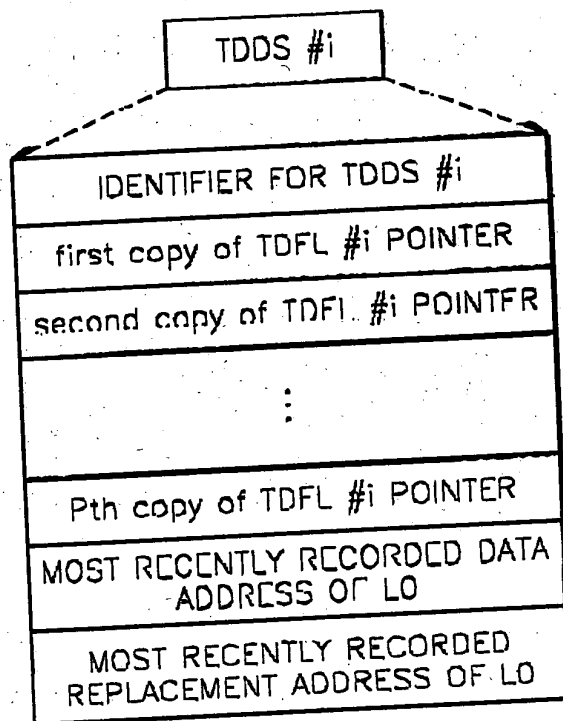 TDDS #i
IDENTIFIER FOR TDDS #i
first copy of TDFL #i POINTER
second copy of TDFL #i POINTER
⋮
Pth copy of TDFL #i POINTER
MOST RECENTLY RECORDED DATA
ADDRESS OF L0
MOST RECENTLY RECORDED
REPLACEMENT ADDRESS OF L0